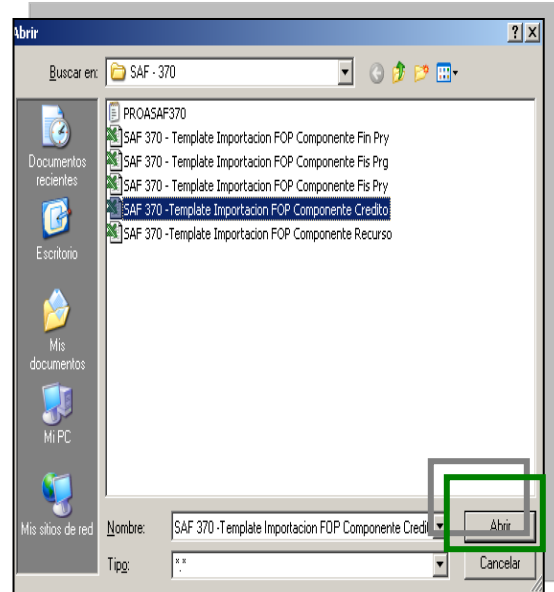 Abrir
Buscar en: SAF - 370
PROASAF370
SAF 370 - Template Importacion FOP Componente Fin Pry
SAF 370 - Template Importacion FOP Componente Fis Prg
SAF 370 - Template Importacion FOP Componente Fis Pry
SAF 370 -Template Importacion FOP Componente Credito
SAF 370 -Template Importacion FOP Componente Recurso
Documentos
recientes
Escritorio
Mis
documentos
Mi PC
Mis sitios de red
Nombre: SAF 370 -Template Importacion FOP Componente Credi Abrir
Tipo: *.* Cancelar